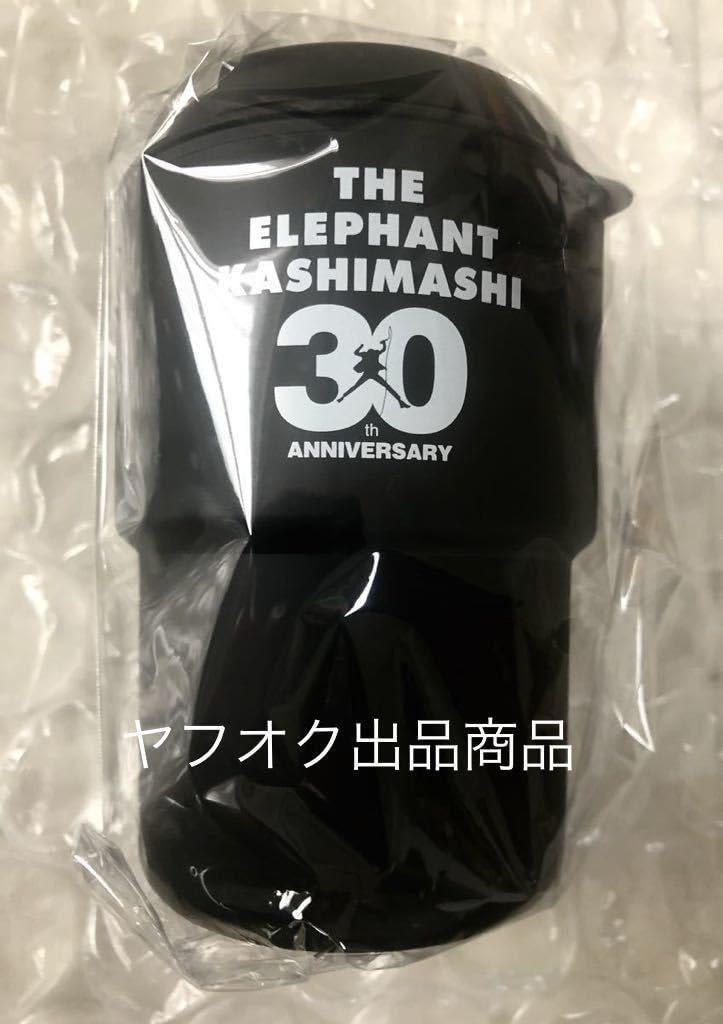 THE
ELEPHANT
KASHIMASHI
30
th
ANNIVERSARY
ヤフオク出品商品